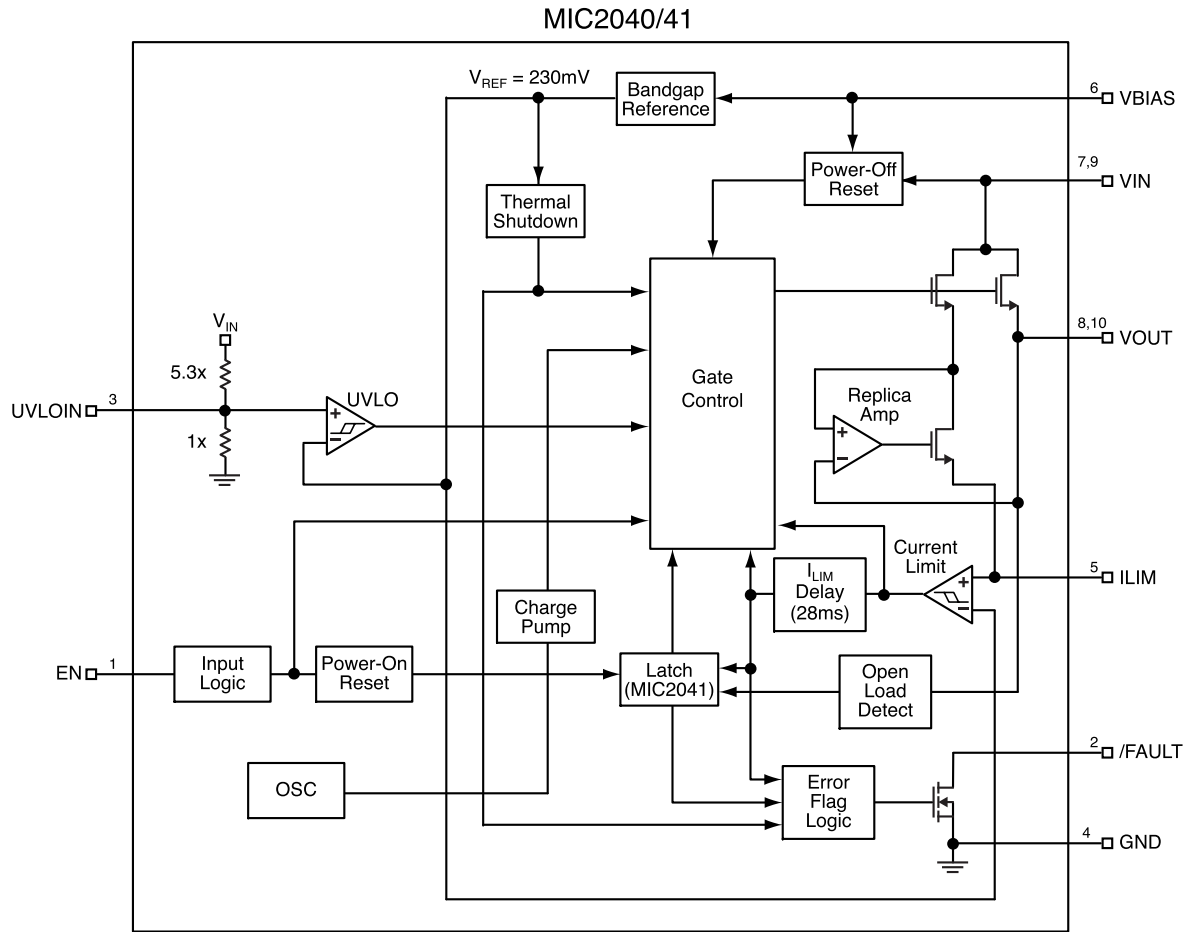 MIC2040/41
VREF = 230mV
Bandgap
Reference
6
VBIAS
Power-Off
Reset
7,9
VIN
Thermal
Shutdown
VIN
5.3x
UVLOIN
3
1x
UVLO
+
–
Gate
Control
8,10
VOUT
Replica
Amp
+
–
Current
Limit
+
–
5
ILIM
ILIM
Delay
(28ms)
Charge
Pump
EN
1
Input
Logic
Power-On
Reset
Latch
(MIC2041)
Open
Load
Detect
2
/FAULT
OSC
Error
Flag
Logic
4
GND